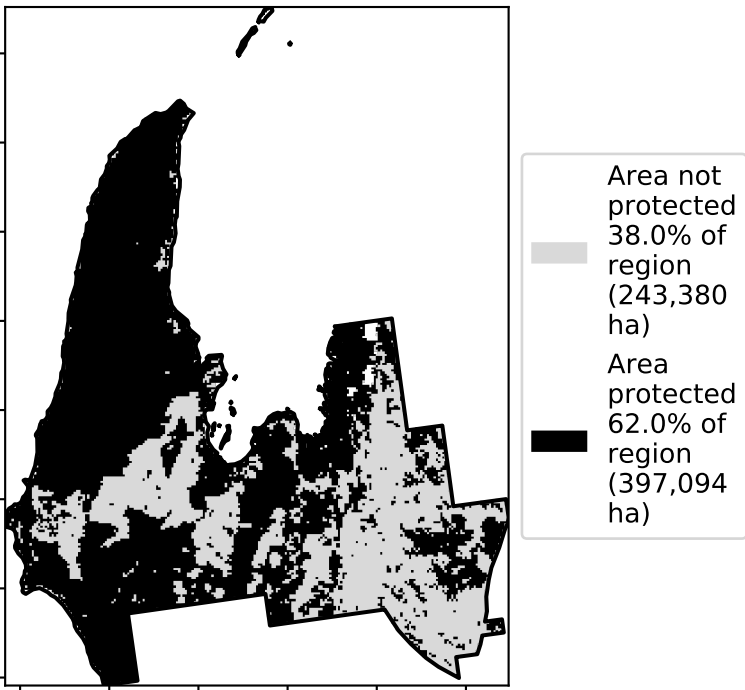 Area not
protected
38.0% of
region
(243,380
ha)
Area
protected
62.0% of
region
(397,094
ha)